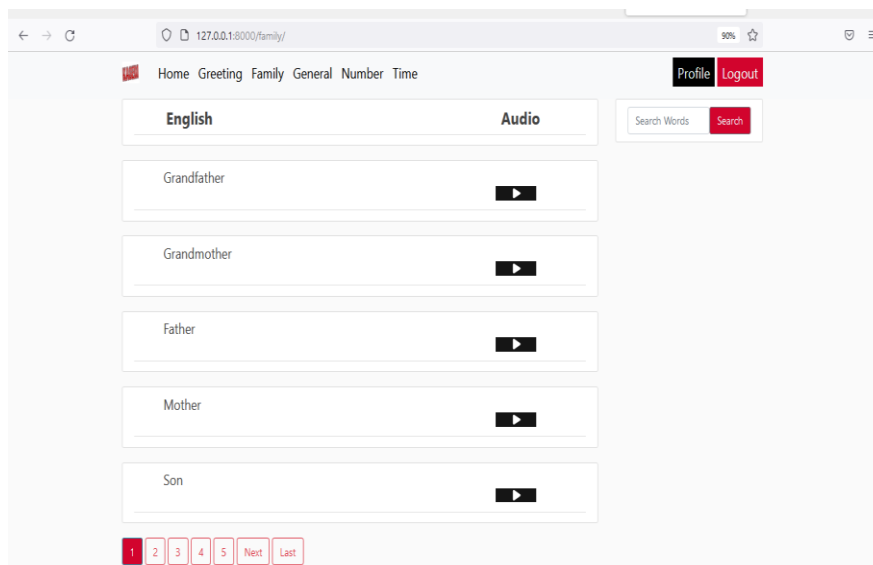 127.0.0.1:8000/family/
90%
Home Greeting Family General Number Time
Profile Logout
English Audio
Search Words Search
Grandfather
Grandmother
Father
Mother
Son
1 2 3 4 5 Next Last